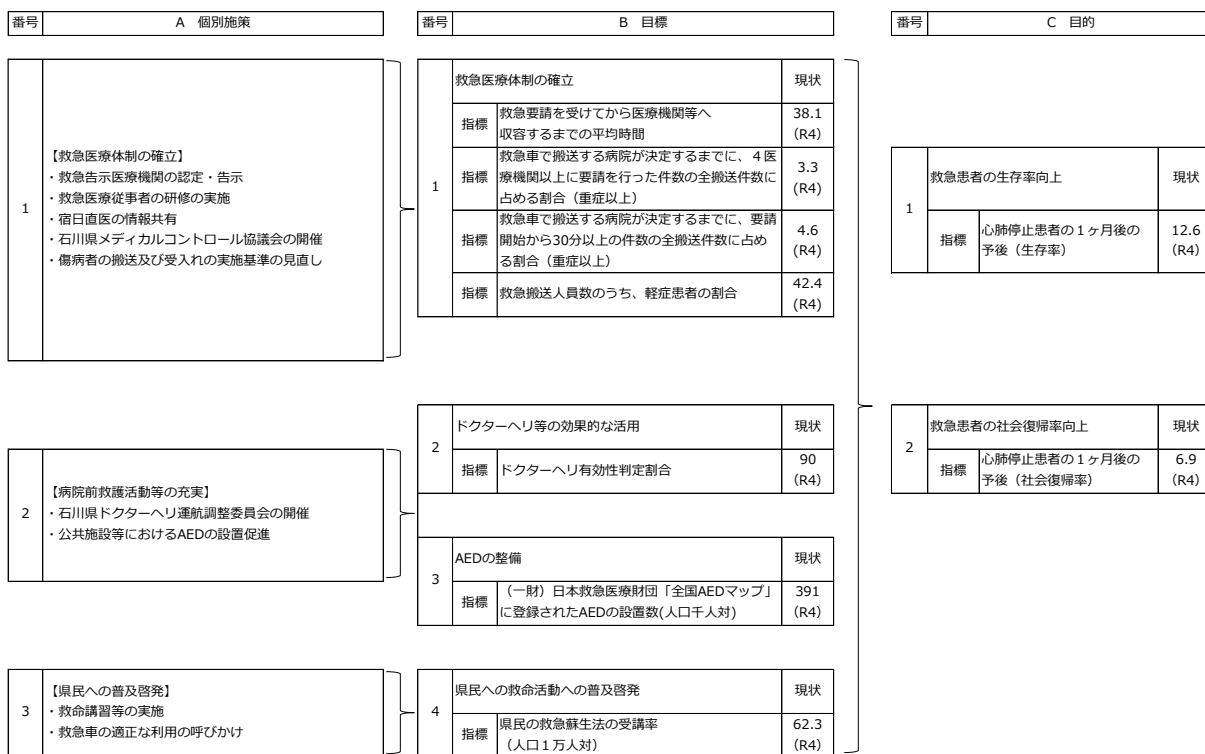 番号 A 個別施策
番号 B 目標
番号 C 目的
1
【救急医療体制の確立】
・救急告示医療機関の認定・告示
・救急医療従事者の研修の実施
・宿日直医の情報共有
・石川県メディカルコントロール協議会の開催
・傷病者の搬送及び受入れの実施基準の見直し
2
【病院前救護活動等の充実】
・石川県ドクターヘリ運航調整委員会の開催
・公共施設等におけるAEDの設置促進
3
【県民への普及啓発】
・救命講習等の実施
・救急車の適正な利用の呼びかけ
1
救急医療体制の確立 現状
指標 救急要請を受けてから医療機関等へ
収容するまでの平均時間
38.1
(R4)
指標 救急車で搬送する病院が決定するまでに、４医
療機関以上に要請を行った件数の全搬送件数に
占める割合（重症以上）
3.3
(R4)
指標 救急車で搬送する病院が決定するまでに、要請
開始から30分以上の件数の全搬送件数に占め
る割合（重症以上）
4.6
(R4)
指標 救急搬送人員数のうち、軽症患者の割合
42.4
(R4)
2
ドクターヘリ等の効果的な活用 現状
指標 ドクターヘリ有効性判定割合
90
(R4)
3
AEDの整備 現状
指標 （一財）日本救急医療財団「全国AEDマップ」
に登録されたAEDの設置数(人口千人対)
391
(R4)
4
県民への救命活動への普及啓発 現状
指標 県民の救急蘇生法の受講率
（人口１万人対）
62.3
(R4)
1
救急患者の生存率向上 現状
指標 心肺停止患者の１ヶ月後の
予後（生存率）
12.6
(R4)
2
救急患者の社会復帰率向上 現状
指標 心肺停止患者の１ヶ月後の
予後（社会復帰率）
6.9
(R4)